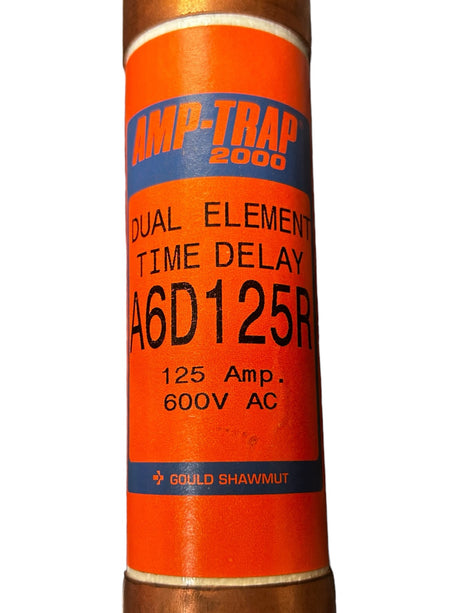 AMP-TRAP
2000
DUAL ELEMENT
TIME DELAY
A6D125R
125 Amp.
600V AC
GOULD SHAWMUT